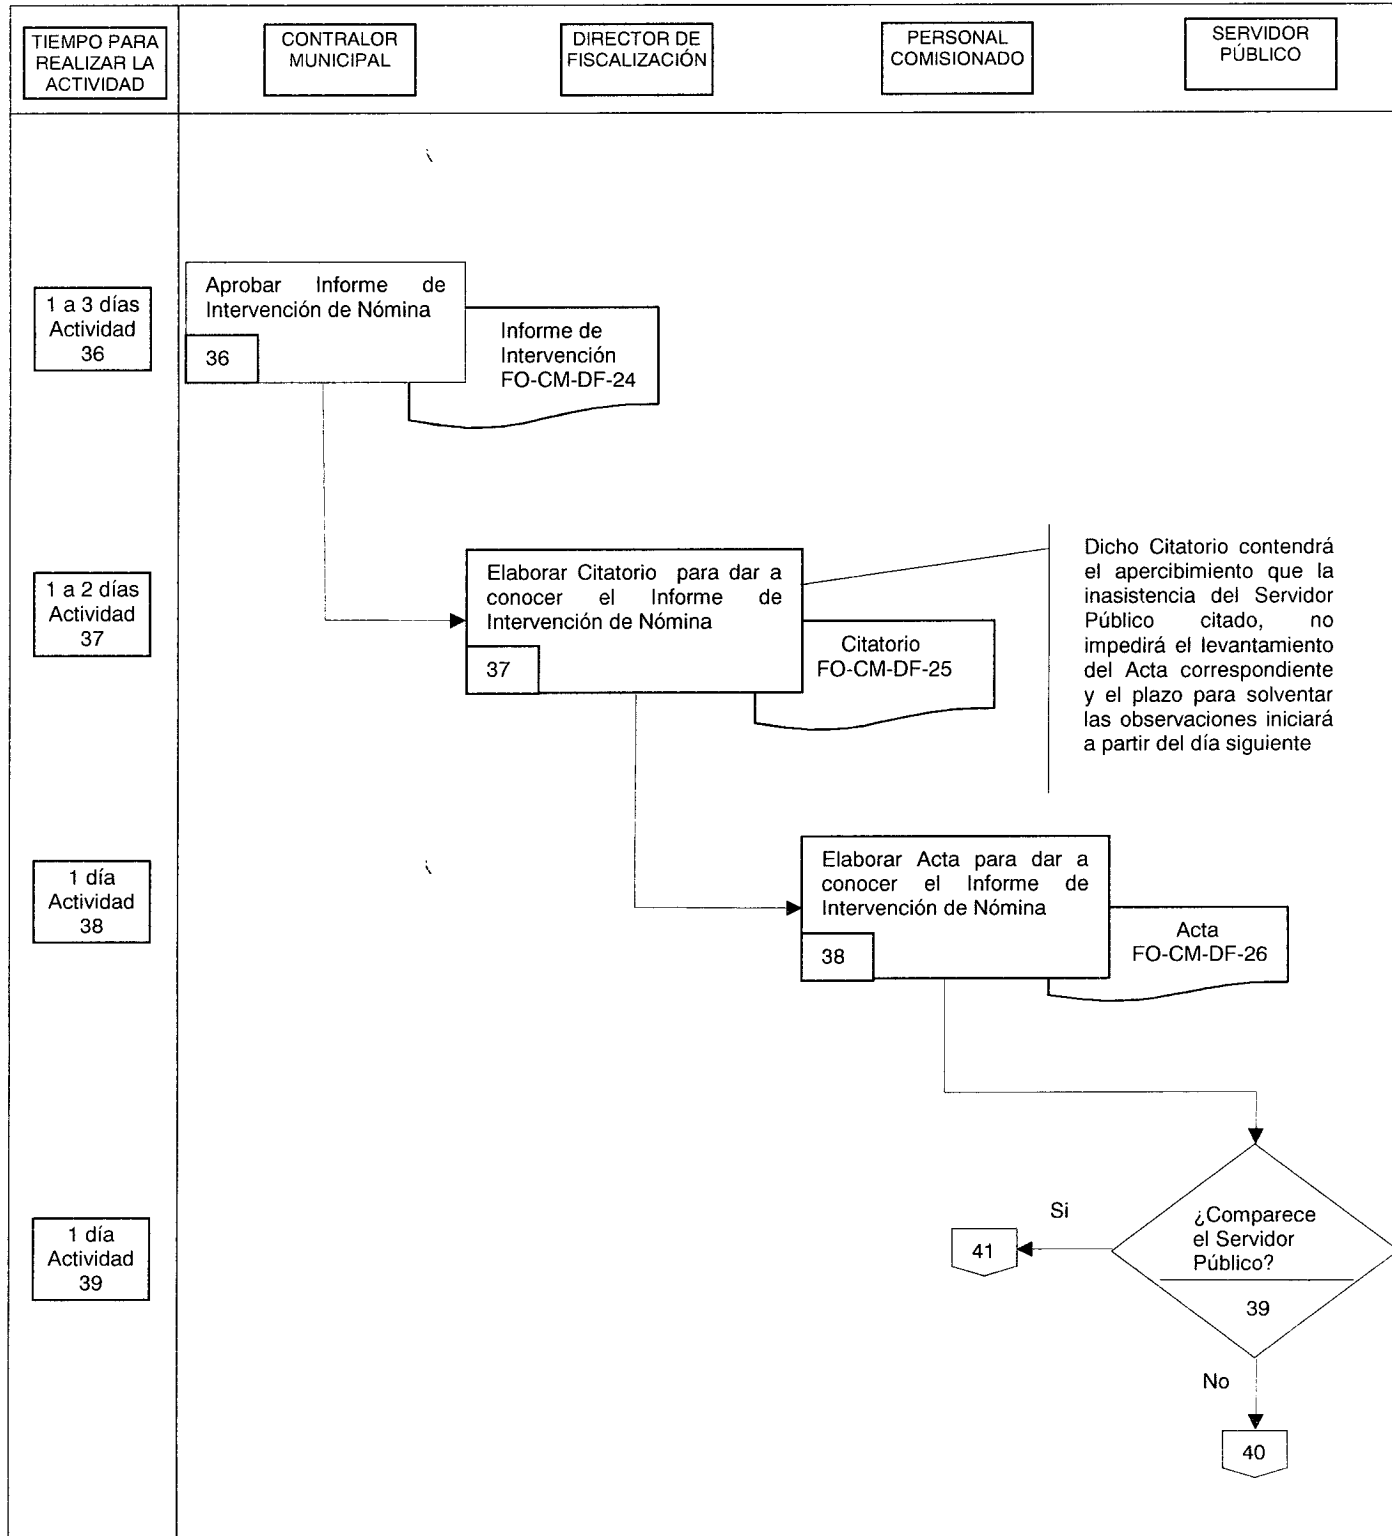 TIEMPO PARA
REALIZAR LA
ACTIVIDAD
CONTRALOR
MUNICIPAL
DIRECTOR DE
FISCALIZACIÓN
PERSONAL
COMISIONADO
SERVIDOR
PÚBLICO
1 a 3 días
Actividad
36
Aprobar Informe de
Intervención de Nómina
36
Informe de
Intervención
FO-CM-DF-24
1 a 2 días
Actividad
37
Elaborar Citatorio para dar a
conocer el Informe de
Intervención de Nómina
37
Citatorio
FO-CM-DF-25
Dicho Citatorio contendrá
el apercibimiento que la
inasistencia del Servidor
Público citado, no
impedirá el levantamiento
del Acta correspondiente
y el plazo para solventar
las observaciones iniciará
a partir del día siguiente
1 día
Actividad
38
Elaborar Acta para dar a
conocer el Informe de
Intervención de Nómina
38
Acta
FO-CM-DF-26
1 día
Actividad
39
Si
41
¿Comparece
el Servidor
Público?
39
No
40